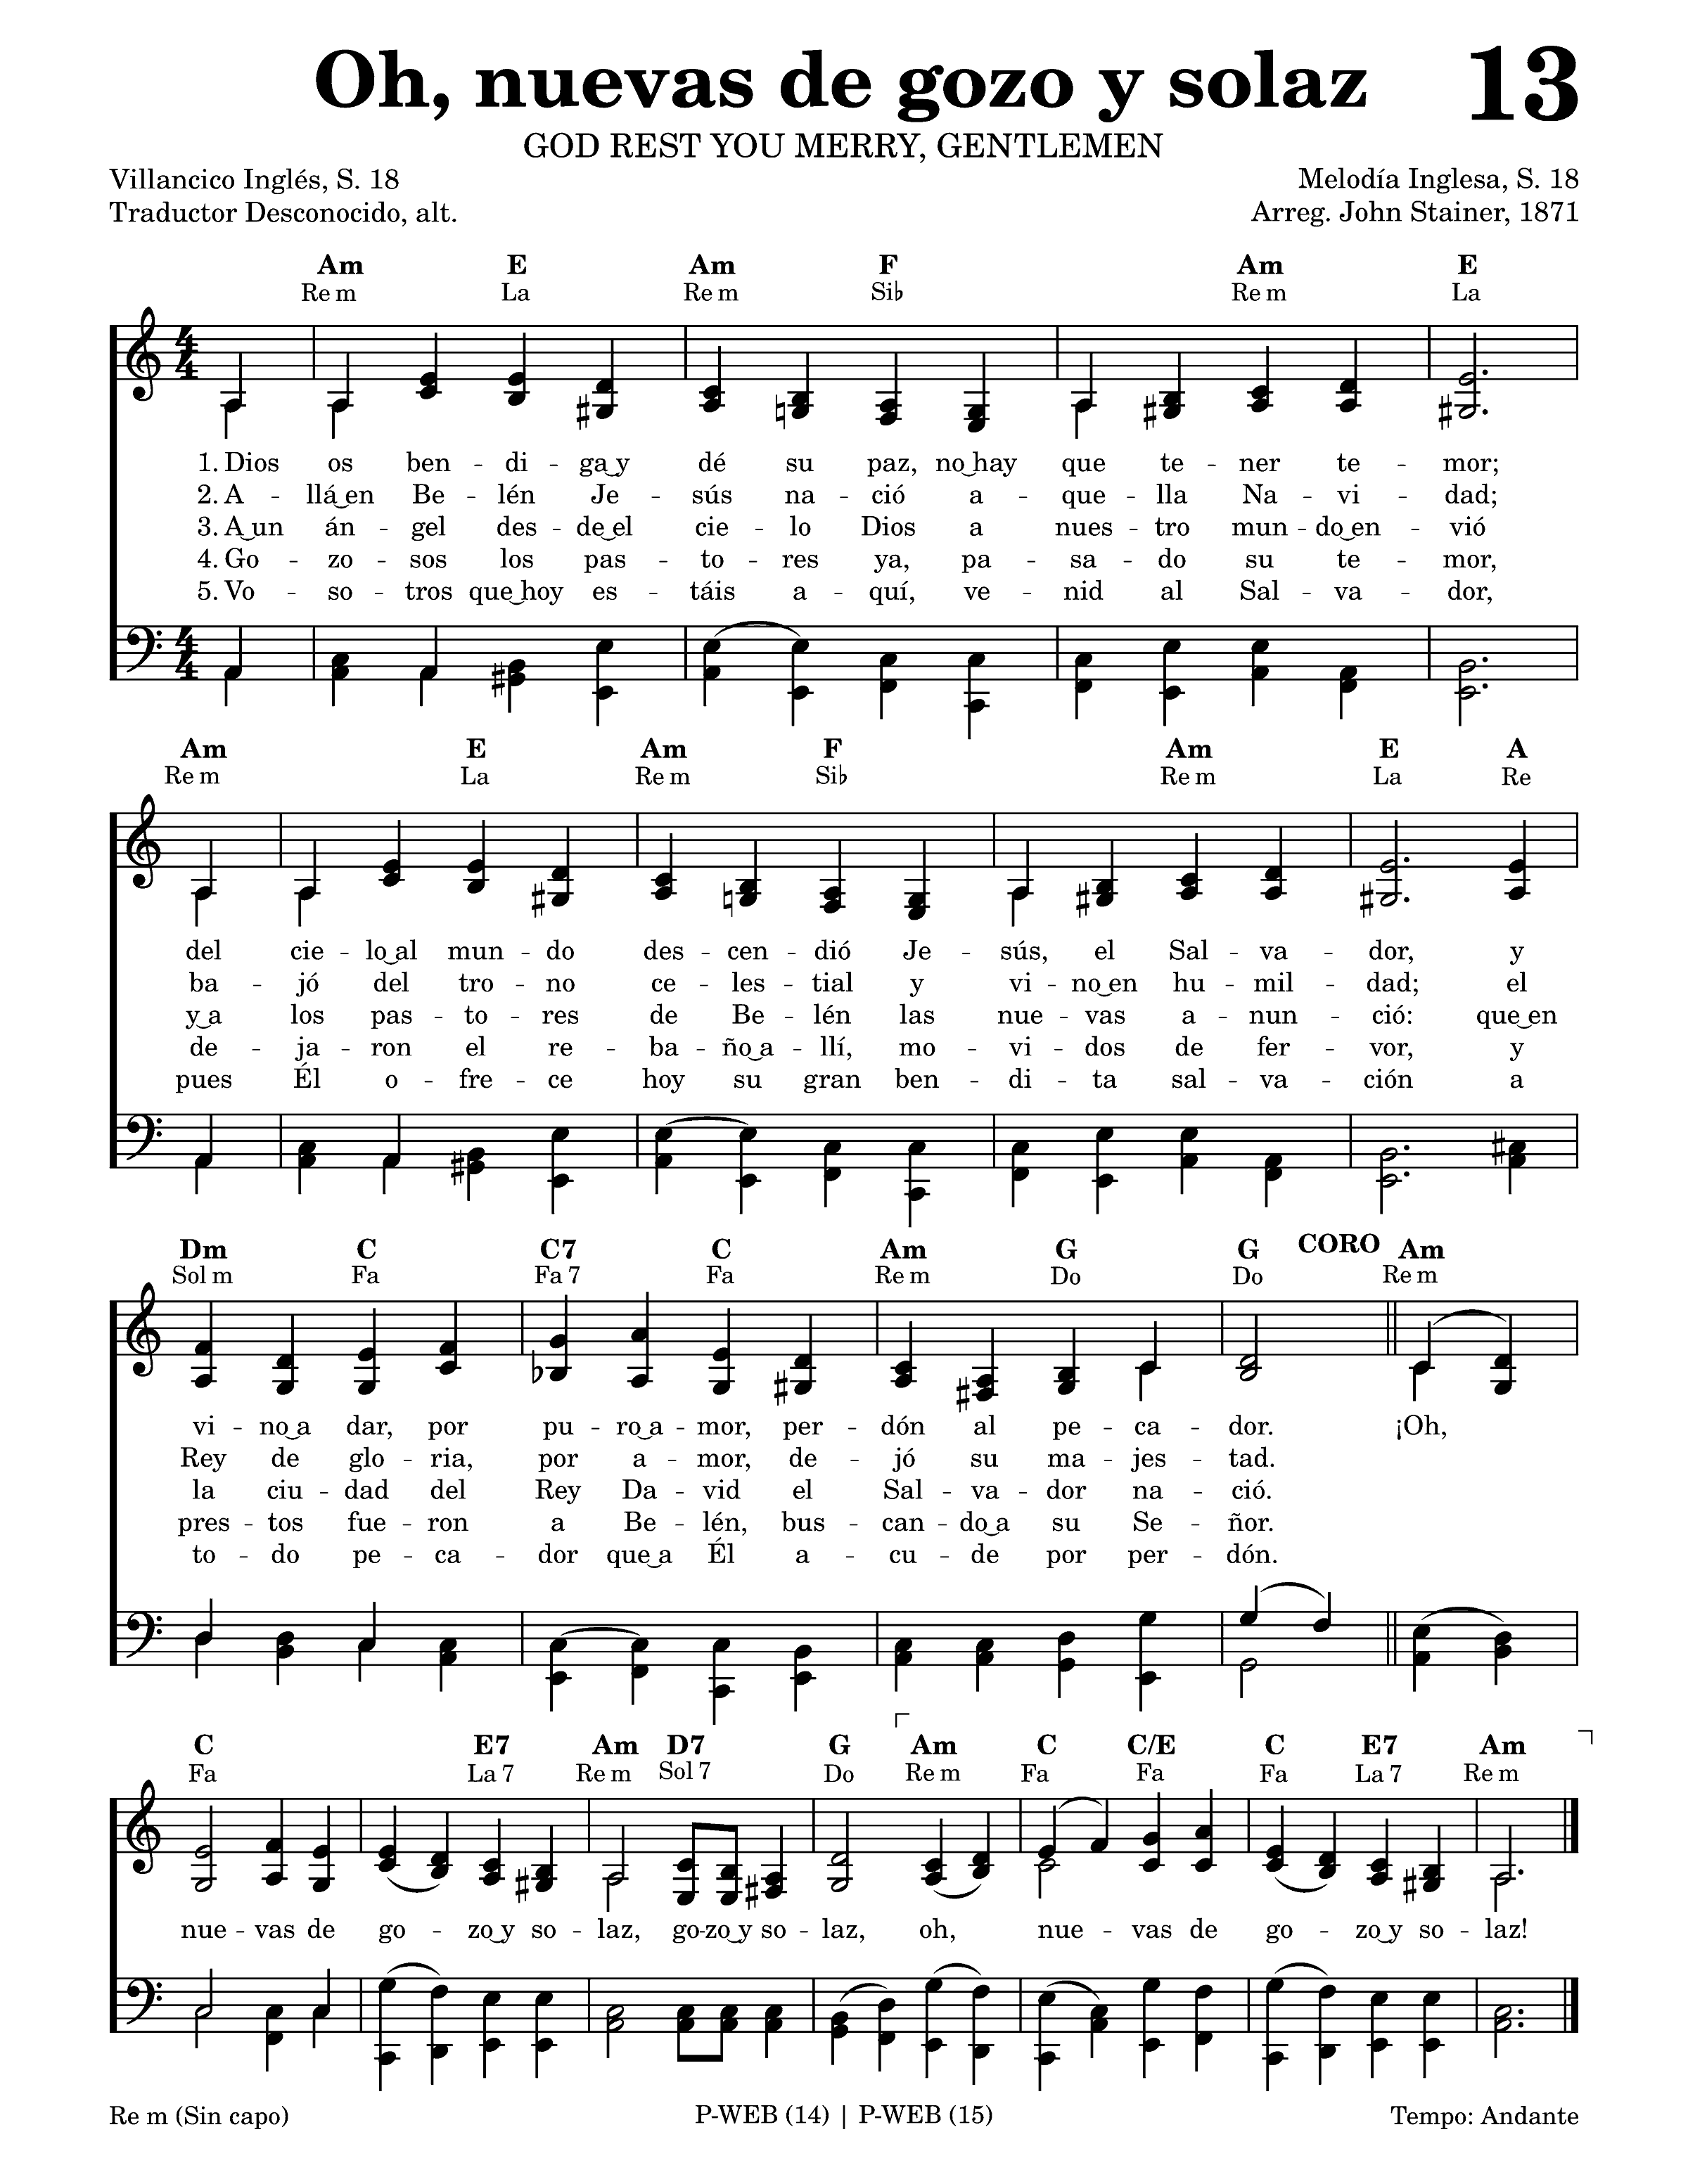 Oh, nuevas de gozo y solaz 13
GOD REST YOU MERRY, GENTLEMEN
Villancico Inglés, S. 18 Melodía Inglesa, S. 18
Traductor Desconocido, alt. Arreg. John Stainer, 1871
Am E Am F Am E
Re m La Re m Sib Re m La
1. Dios os ben - di - ga‿y dé su paz, no‿hay que te - ner te - mor;
2. A - llá‿en Be - lén Je - sús na - ció a - que - lla Na - vi - dad;
3. A‿un án - gel des - de‿el cie - lo Dios a nues - tro mun - do‿en - vió
4. Go - zo - sos los pas - to - res ya, pa - sa - do su te - mor,
5. Vo - so - tros que‿hoy es - táis a - quí, ve - nid al Sal - va - dor,
Am E Am F Am E A
Re m La Re m Si♭ Re m La Re
del cie - lo‿al mun - do des - cen - dió Je - sús, el Sal - va - dor, y
ba - jó del tro - no ce - les - tial y vi - no‿en hu - mil - dad; el
y‿a los pas - to - res de Be - lén las nue - vas a - nun - ció: que‿en
de - ja - ron el re - ba - ño‿a - llí, mo - vi - dos de fer - vor, y
pues Él o - fre - ce hoy su gran ben - di - ta sal - va - ción a
Dm C C7 C Am G G CORO Am
Sol m Fa Fa 7 Fa Re m Do Do Re m
vi - no‿a dar, por pu - ro‿a - mor, per - dón al pe - ca - dor. ¡Oh,
Rey de glo - ria, por a - mor, de - jó su ma - jes - tad.
la ciu - dad del Rey Da - vid el Sal - va - dor na - ció.
pres - tos fue - ron a Be - lén, bus - can - do‿a su Se - ñor.
to - do pe - ca - dor que‿a Él a - cu - de por per - dón.
C E7 Am D7 G Am C C/E C E7 Am
Fa La 7 Re m Sol 7 Do Re m Fa Fa Fa La 7 Re m
nue - vas de go - zo‿y so - laz, go - zo‿y so - laz, oh, nue - vas de go - zo‿y so - laz!
Re m (Sin capo) P-WEB (14) | P-WEB (15) Tempo: Andante